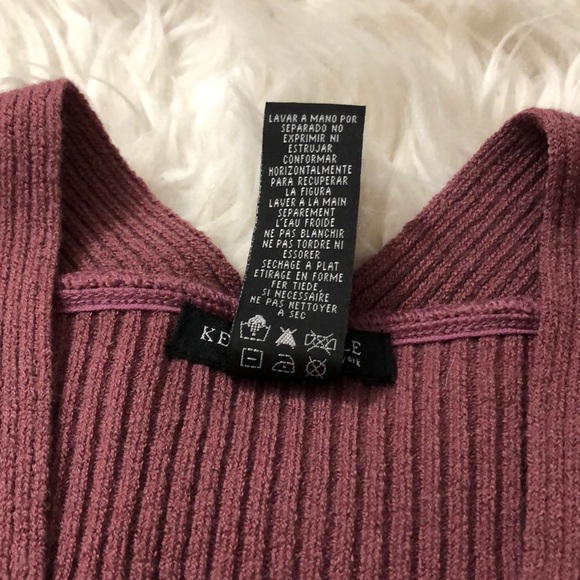 LAVAR A MANO POR
SEPARADO NO
EXPRIMIR NI
ESTRUJAR
CONFORMAR
HORIZONTALMENTE
PARA RECUPERAR
LA FIGURA
LAVER A LA MAIN
SEPAREMENT
L'EAU FROIDE
NE PAS BLANCHIR
NE PAS TORDRE NI
ESSORER
SECHAGE A PLAT
ETIRAGE EN FORME
FER TIEDE,
SI NECESSAIRE
NE PAS NETTOYER
A SEC